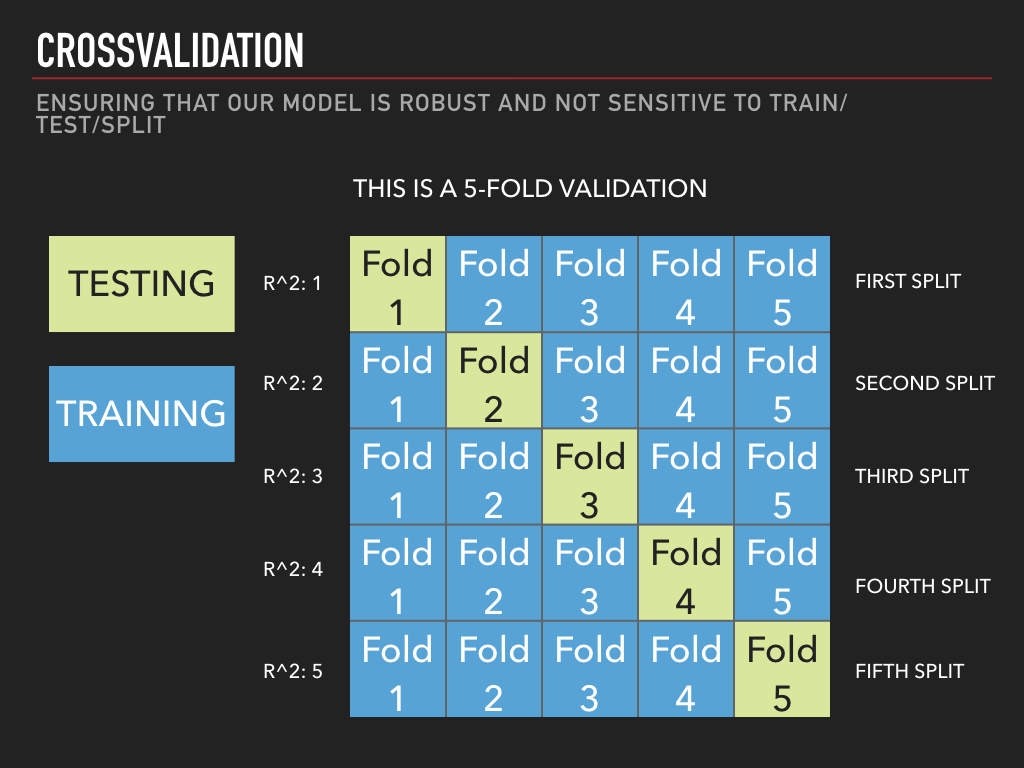 CROSSVALIDATION
ENSURING THAT OUR MODEL IS ROBUST AND NOT SENSITIVE TO TRAIN/
TEST/SPLIT
THIS IS A 5-FOLD VALIDATION
TESTING
TRAINING
R^2: 1
Fold 1
Fold 2
Fold 3
Fold 4
Fold 5
FIRST SPLIT
R^2: 2
Fold 1
Fold 2
Fold 3
Fold 4
Fold 5
SECOND SPLIT
R^2: 3
Fold 1
Fold 2
Fold 3
Fold 4
Fold 5
THIRD SPLIT
R^2: 4
Fold 1
Fold 2
Fold 3
Fold 4
Fold 5
FOURTH SPLIT
R^2: 5
Fold 1
Fold 2
Fold 3
Fold 4
Fold 5
FIFTH SPLIT